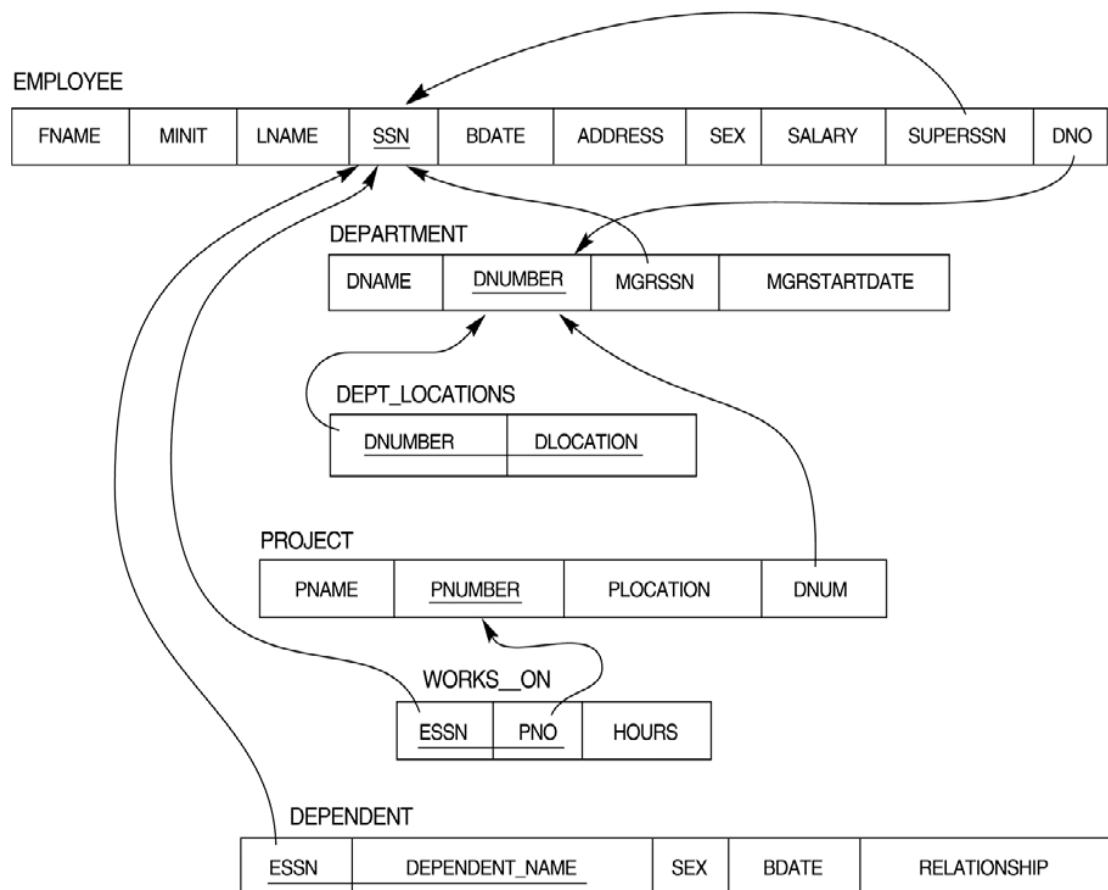 EMPLOYEE
FNAME MINIT LNAME SSN BDATE ADDRESS SEX SALARY SUPERSSN DNO
DEPARTMENT
DNAME DNUMBER MGRSSN MGRSTARTDATE
DEPT_LOCATIONS
DNUMBER DLOCATION
PROJECT
PNAME PNUMBER PLOCATION DNUM
WORKS__ON
ESSN PNO HOURS
DEPENDENT
ESSN DEPENDENT_NAME SEX BDATE RELATIONSHIP